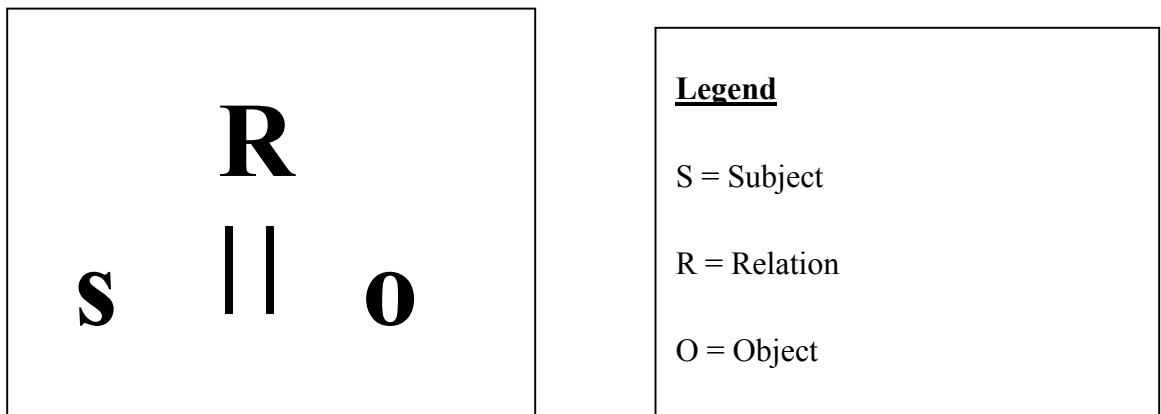 R
s || o
Legend
S = Subject
R = Relation
O = Object